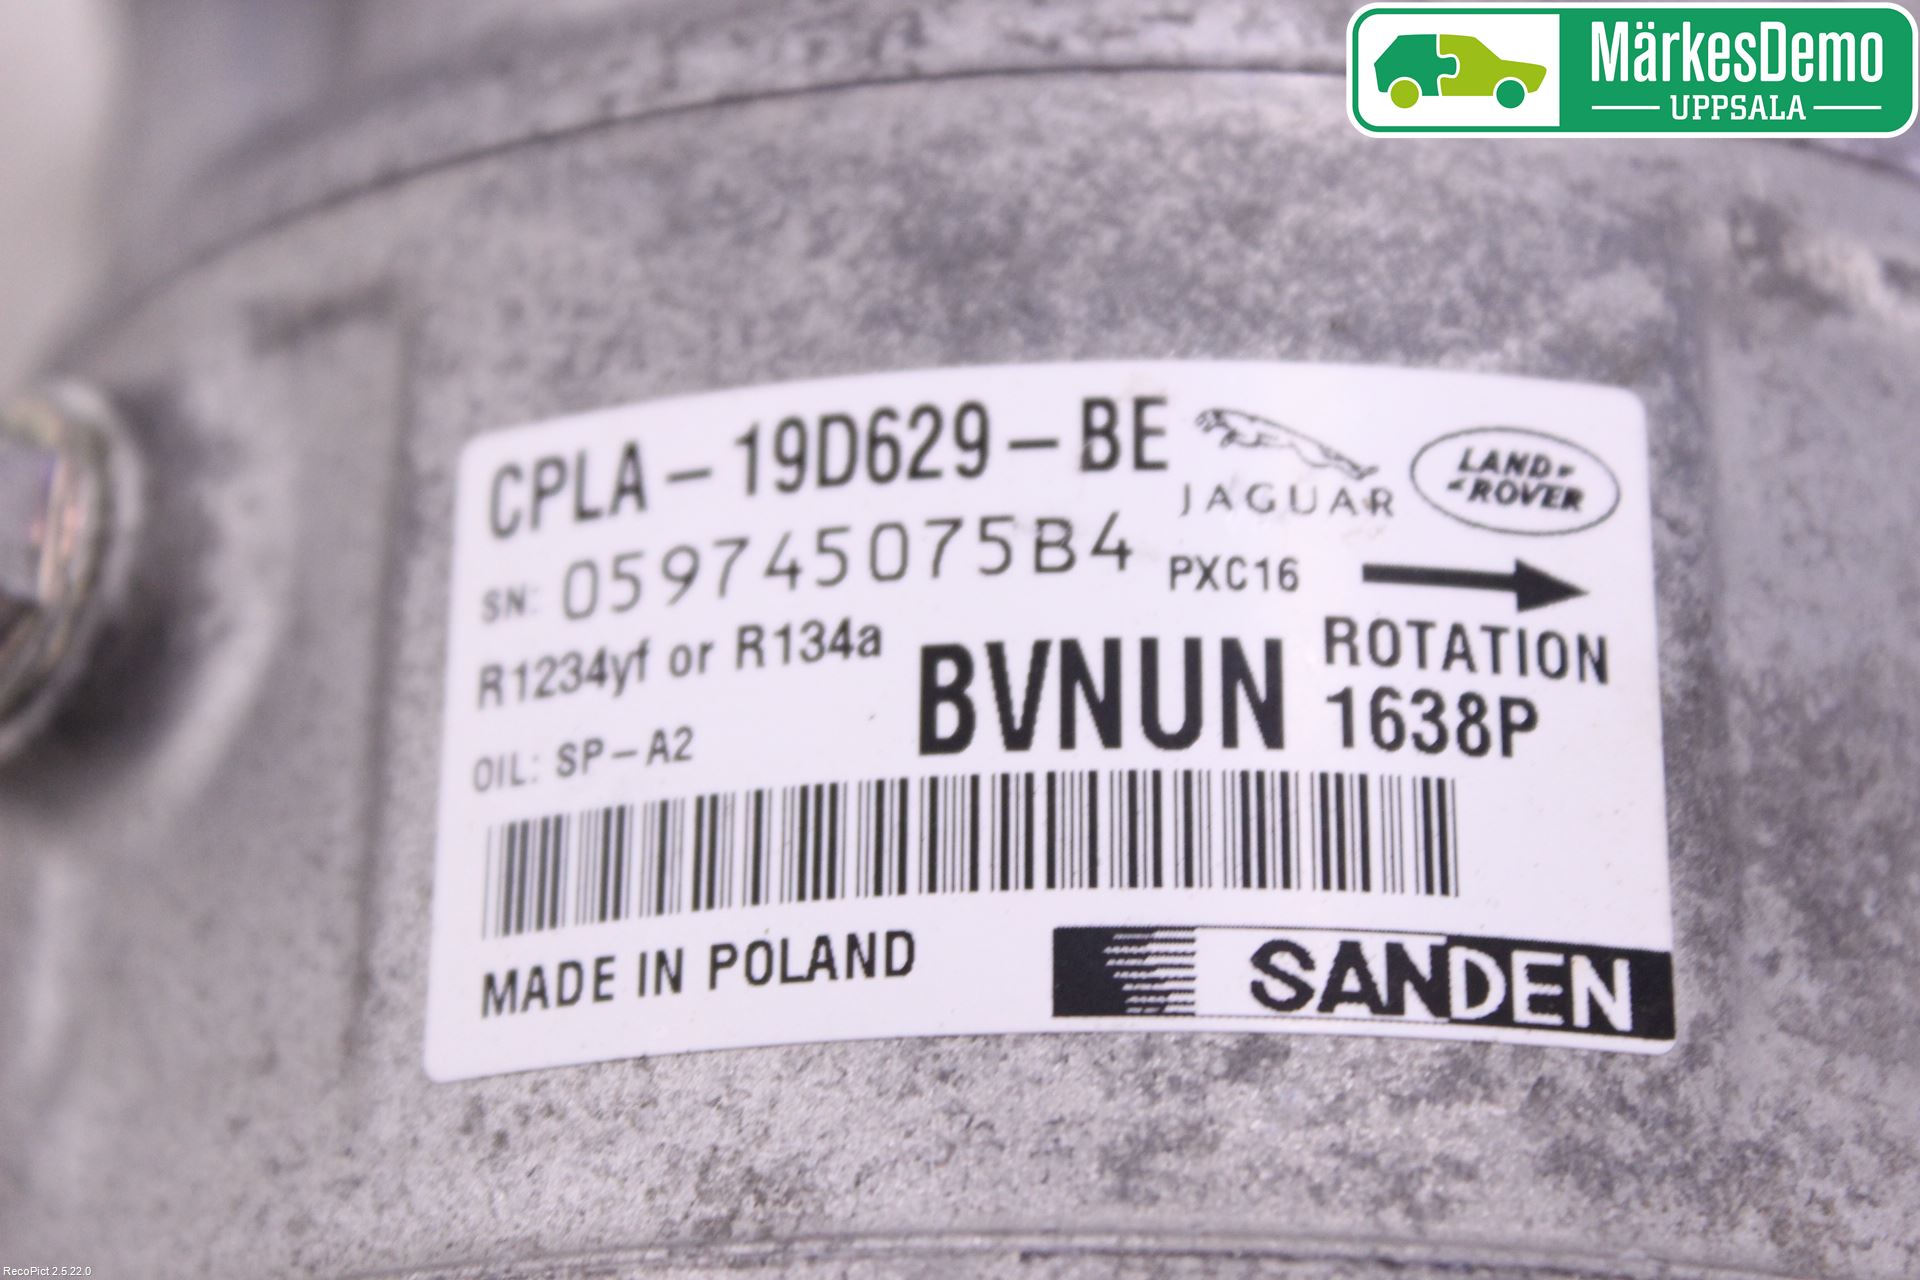 MärkesDemo
UPPSALA
CPLA-19D629-BE
JAGUAR
LAND
ROVER
SN: 059745075B4
PXC16
R1234yf or R134a
BVNUN
ROTATION
1638P
OIL: SP-A2
MADE IN POLAND
SANDEN
RecoPict 2.5.22.0